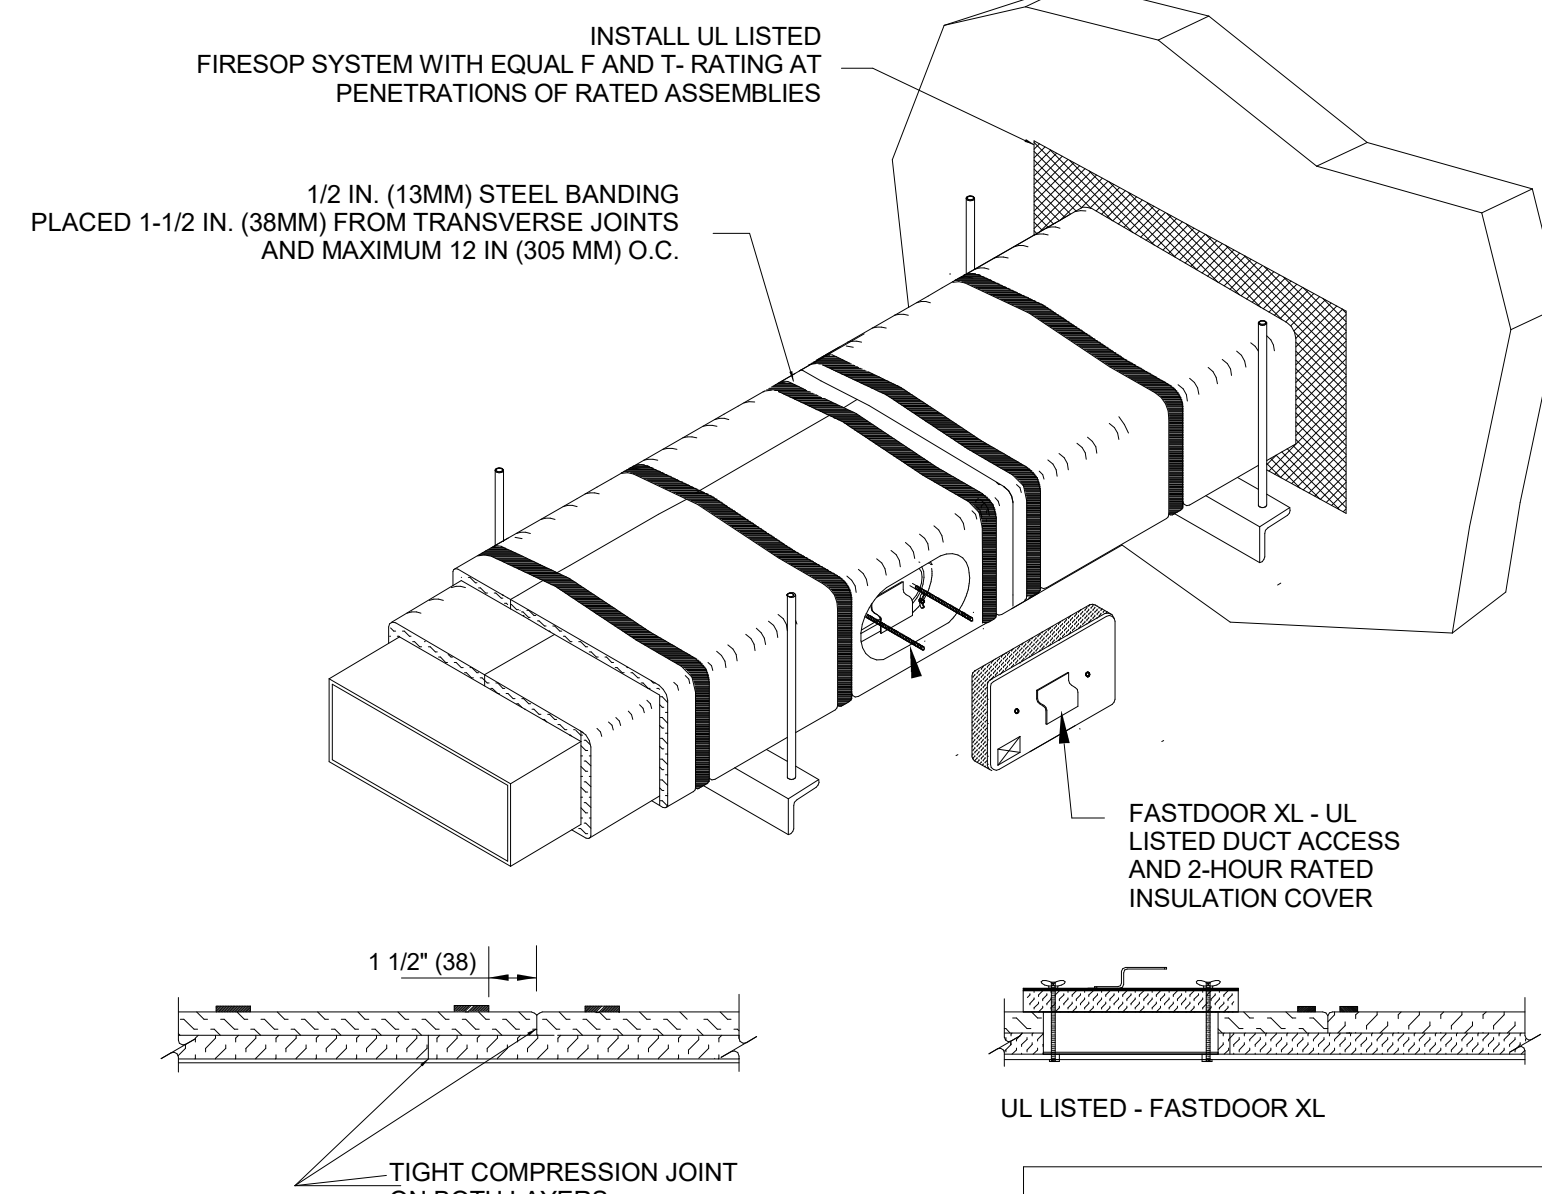 INSTALL UL LISTED
FIRESOP SYSTEM WITH EQUAL F AND T- RATING AT
PENETRATIONS OF RATED ASSEMBLIES
1/2 IN. (13MM) STEEL BANDING
PLACED 1-1/2 IN. (38MM) FROM TRANSVERSE JOINTS
AND MAXIMUM 12 IN (305 MM) O.C.
FASTDOOR XL - UL
LISTED DUCT ACCESS
AND 2-HOUR RATED
INSULATION COVER
1 1/2" (38)
UL LISTED - FASTDOOR XL
TIGHT COMPRESSION JOINT
ON BOTH LAYERS